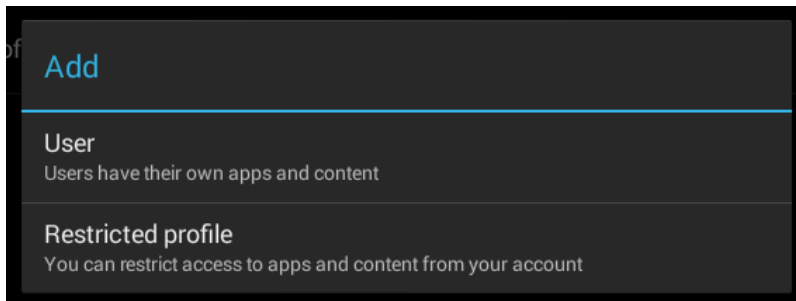 of
Add
User
Users have their own apps and content
Restricted profile
You can restrict access to apps and content from your account